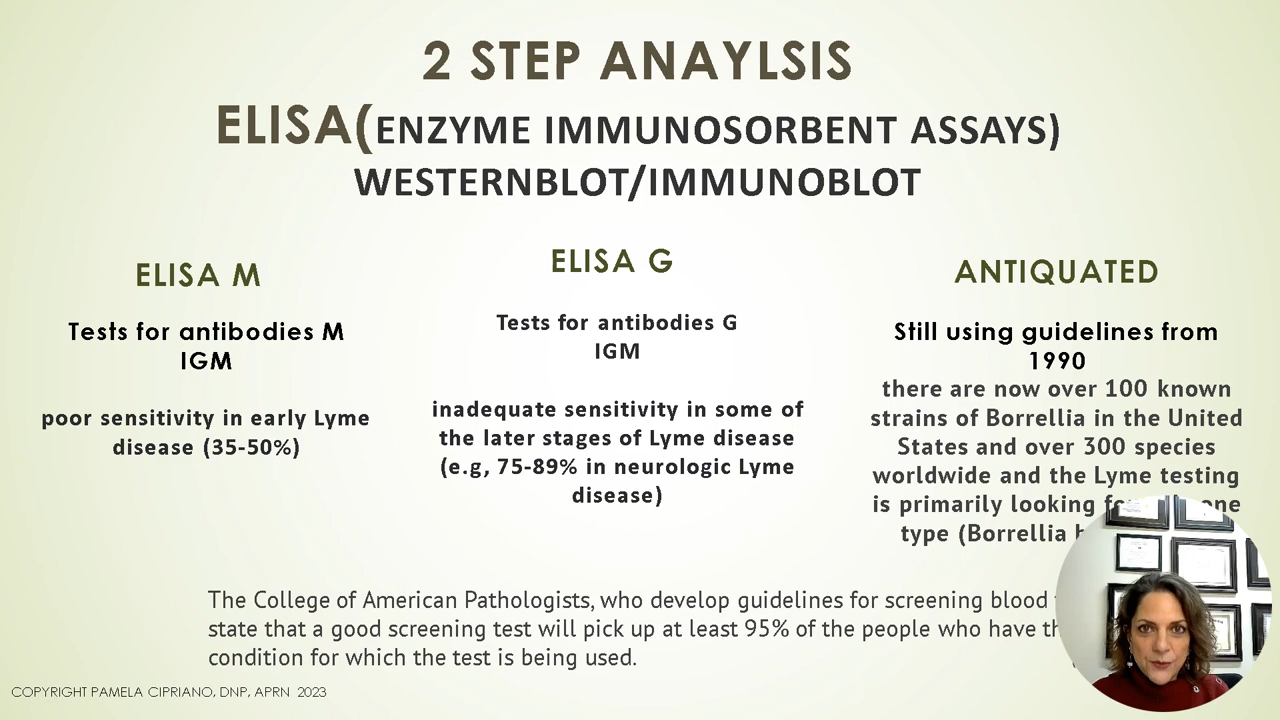 2 STEP ANAYLSIS
ELISA(ENZYME IMMUNOSORBENT ASSAYS)
WESTERNBLOT/IMMUNOBLOT
ELISA M
Tests for antibodies M
IGM
poor sensitivity in early Lyme
disease (35-50%)
ELISA G
Tests for antibodies G
IGM
inadequate sensitivity in some of
the later stages of Lyme disease
(e.g, 75-89% in neurologic Lyme
disease)
ANTIQUATED
Still using guidelines from
1990
there are now over 100 known
strains of Borrellia in the United
States and over 300 species
worldwide and the Lyme testing
is primarily looking one
type (Borrellia
The College of American Pathologists, who develop guidelines for screening blood
state that a good screening test will pick up at least 95% of the people who have
condition for which the test is being used.
COPYRIGHT PAMELA CIPRIANO, DNP, APRN 2023